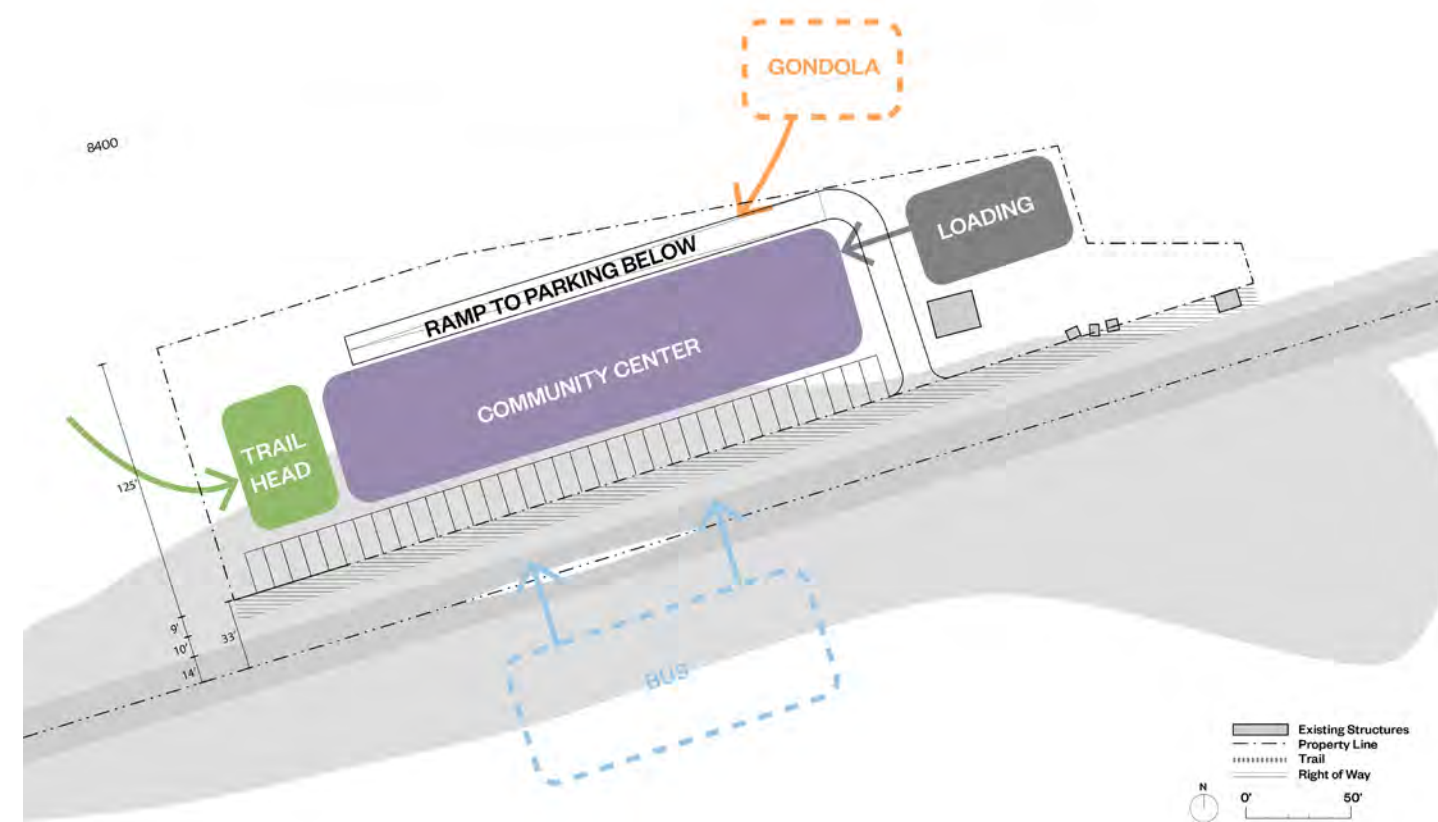 GONDOLA
8400
LOADING
RAMP TO PARKING BELOW
COMMUNITY CENTER
TRAIL
HEAD
125'
9'
10'
14'
33'
BUS
Existing Structures
Property Line
Trail
Right of Way
N
0'
50'